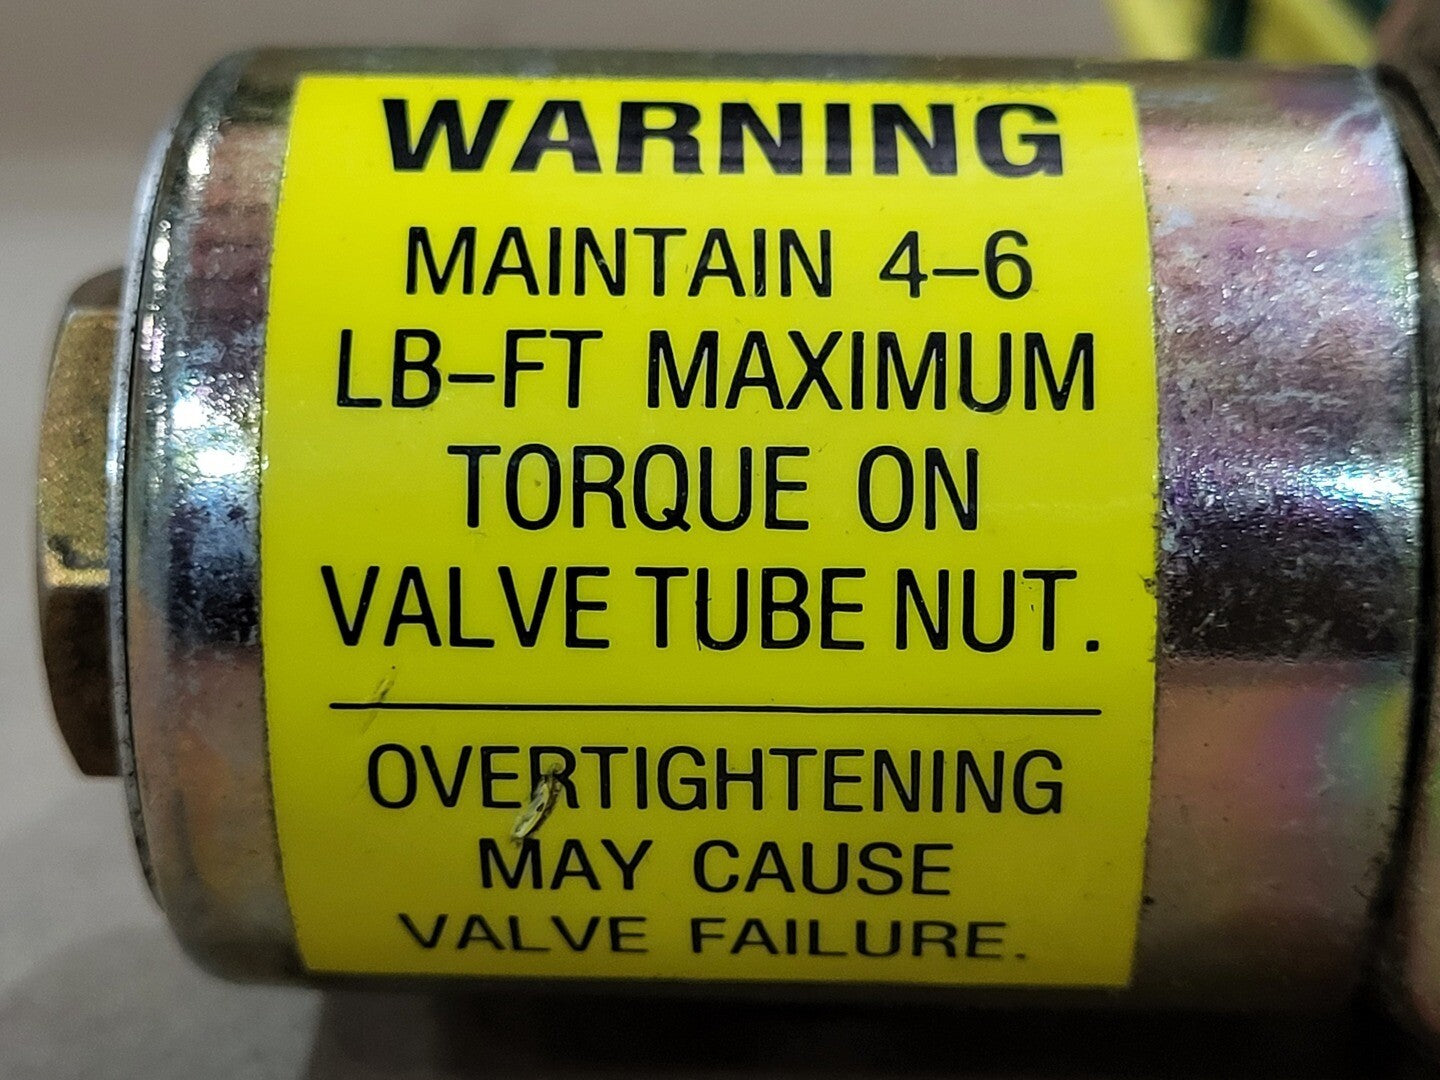 WARNING
MAINTAIN 4-6
LB-FT MAXIMUM
TORQUE ON
VALVE TUBE NUT.
OVERTIGHTENING
MAY CAUSE
VALVE FAILURE.